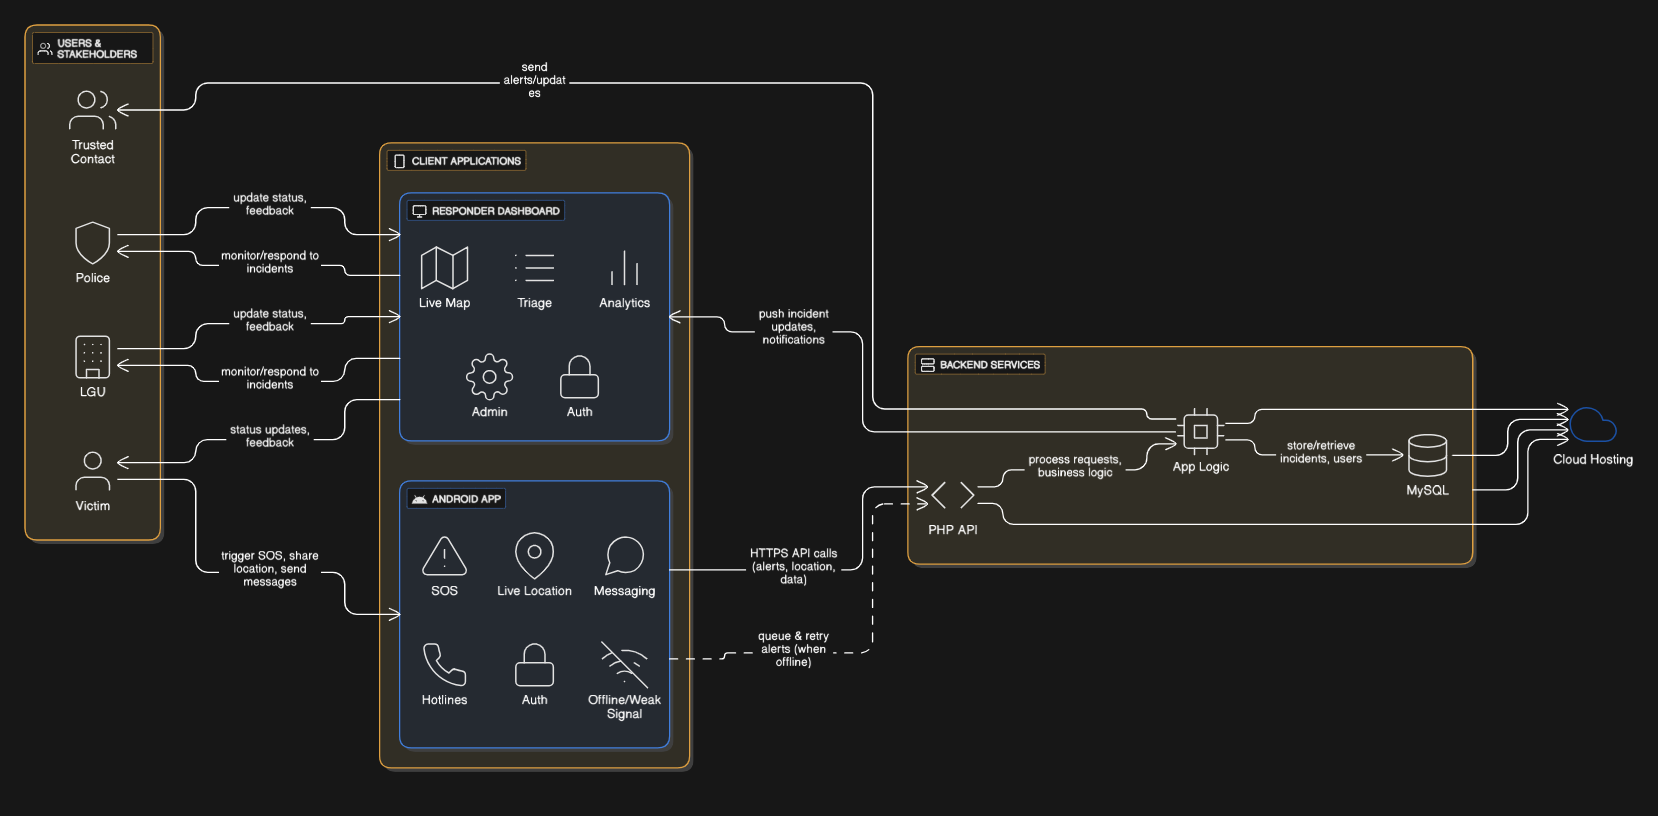 USERS &
STAKEHOLDERS
Trusted
Contact
Police
LGU
Victim
send
alerts/updat
es
update status,
feedback
monitor/respond to
incidents
update status,
feedback
monitor/respond to
incidents
status updates,
feedback
trigger SOS, share
location, send
messages
CLIENT APPLICATIONS
RESPONDER DASHBOARD
Live Map
Triage
Analytics
Admin
Auth
ANDROID APP
SOS
Live Location
Messaging
Hotlines
Auth
Offline/Weak
Signal
push incident
updates,
notifications
HTTPS API calls
(alerts, location,
data)
queue & retry
alerts (when
offline)
BACKEND SERVICES
PHP API
process requests,
business logic
App Logic
store/retrieve
incidents, users
MySQL
Cloud Hosting